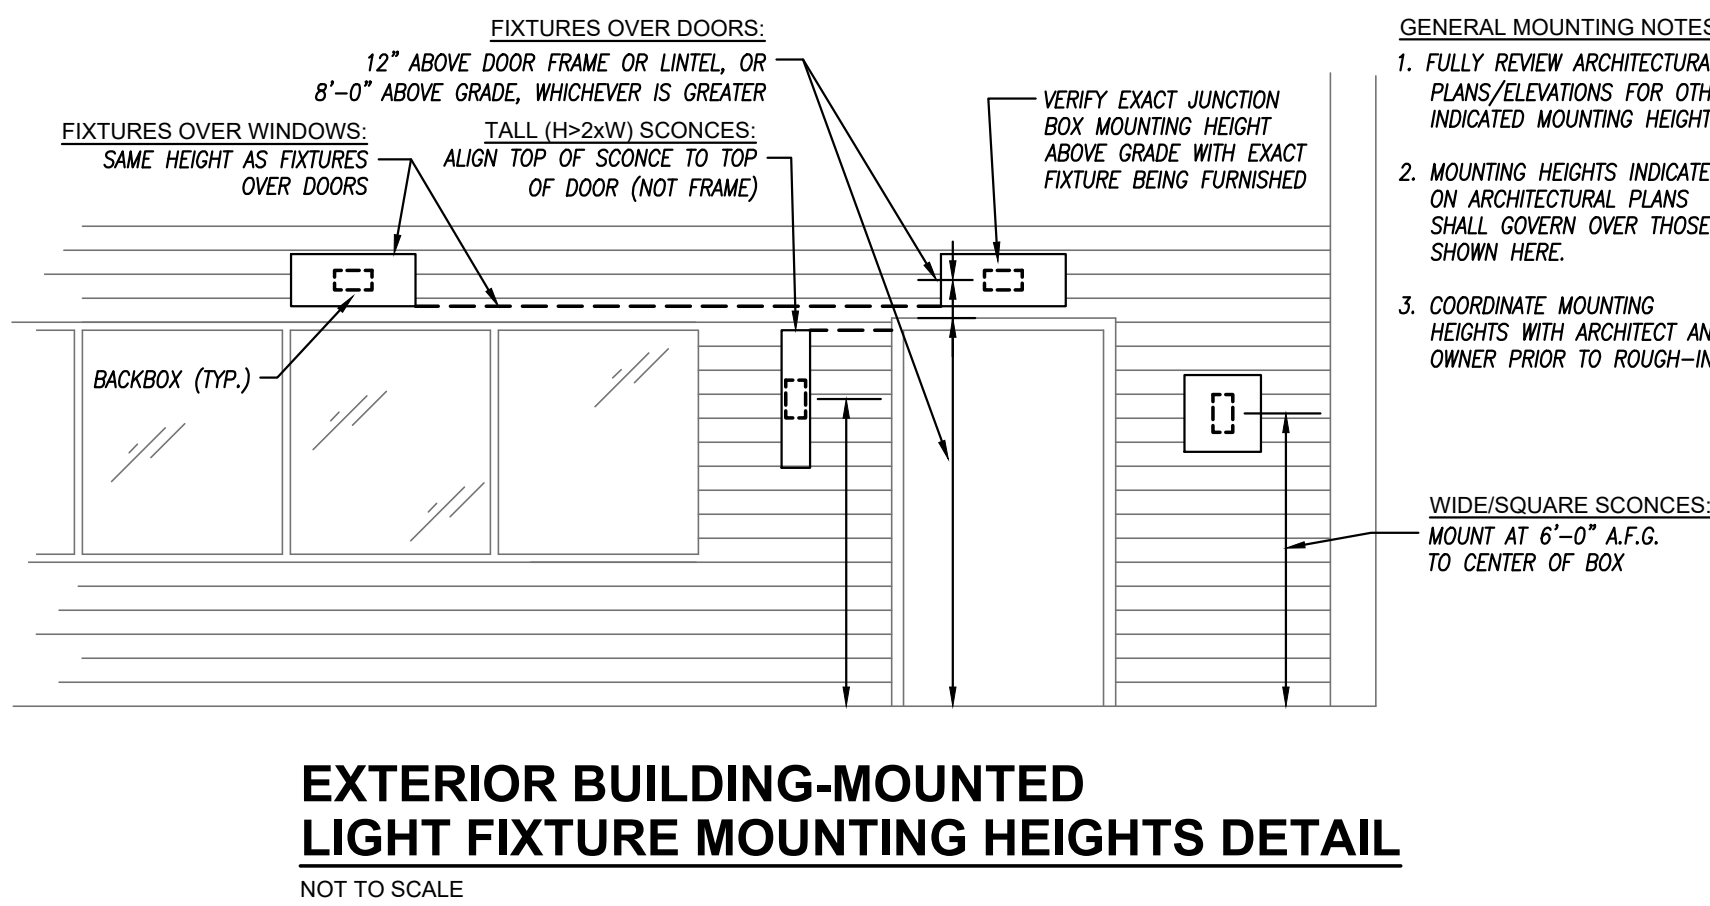 FIXTURES OVER DOORS:
12" ABOVE DOOR FRAME OR LINTEL, OR
8'-0" ABOVE GRADE, WHICHEVER IS GREATER
FIXTURES OVER WINDOWS:
SAME HEIGHT AS FIXTURES
OVER DOORS
TALL (H>2xW) SCONCES:
ALIGN TOP OF SCONCE TO TOP
OF DOOR (NOT FRAME)
VERIFY EXACT JUNCTION
BOX MOUNTING HEIGHT
ABOVE GRADE WITH EXACT
FIXTURE BEING FURNISHED
BACKBOX (TYP.)
GENERAL MOUNTING NOTES
1. FULLY REVIEW ARCHITECTURA
PLANS/ELEVATIONS FOR OTH
INDICATED MOUNTING HEIGHT
2. MOUNTING HEIGHTS INDICATE
ON ARCHITECTURAL PLANS
SHALL GOVERN OVER THOSE
SHOWN HERE.
3. COORDINATE MOUNTING
HEIGHTS WITH ARCHITECT AN
OWNER PRIOR TO ROUGH-IN
WIDE/SQUARE SCONCES:
MOUNT AT 6'-0" A.F.G.
TO CENTER OF BOX
EXTERIOR BUILDING-MOUNTED
LIGHT FIXTURE MOUNTING HEIGHTS DETAIL
NOT TO SCALE